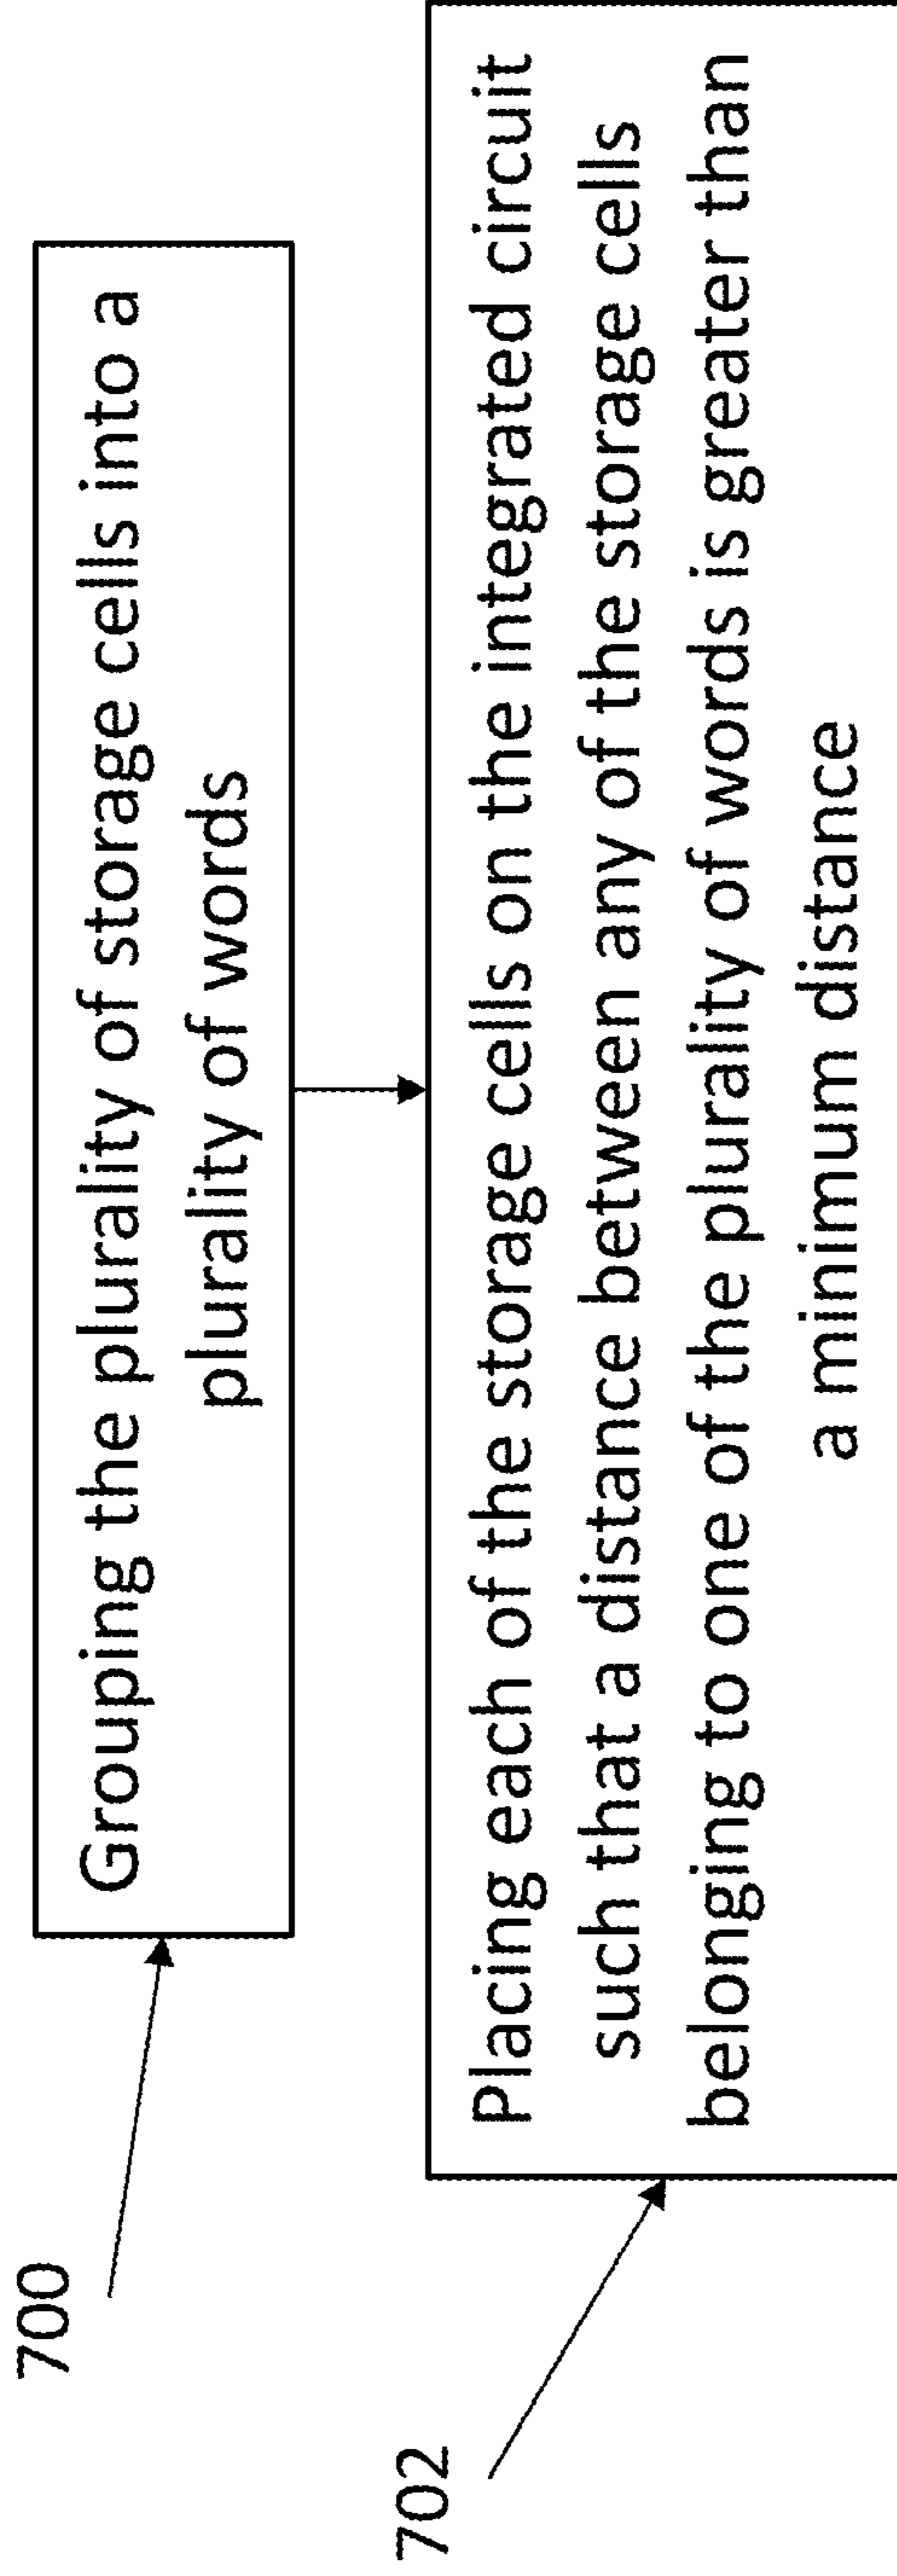 700
Grouping the plurality of storage cells into a
plurality of words
702
Placing each of the storage cells on the integrated circuit
such that a distance between any of the storage cells
belonging to one of the plurality of words is greater than
a minimum distance